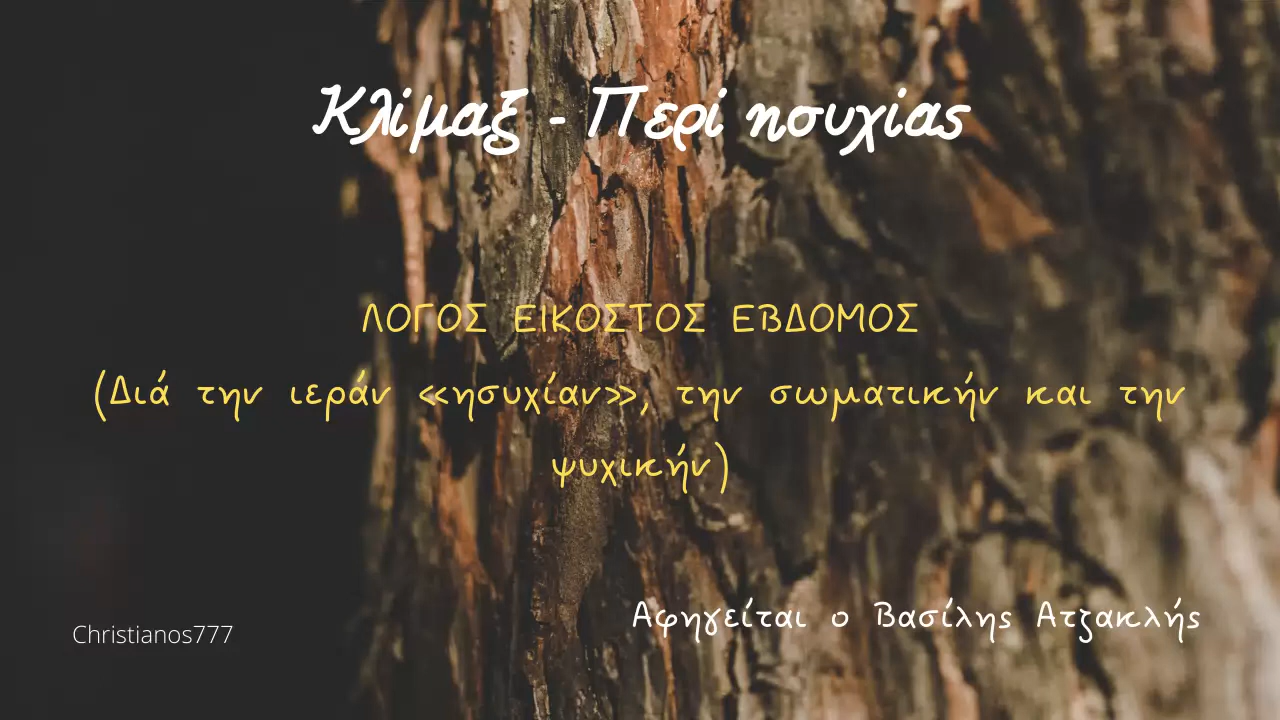 Κλίμαξ - Περί ησυχίας
ΛΟΓΟΣ ΕΙΚΟΣΤΟΣ ΕΒΔΟΜΟΣ
(Διά την ιεράν «ησυχίαν», την σωματικήν και την
ψυχικήν)
Αφηγείται ο Βασίλης Ατζακλής
Christianos777